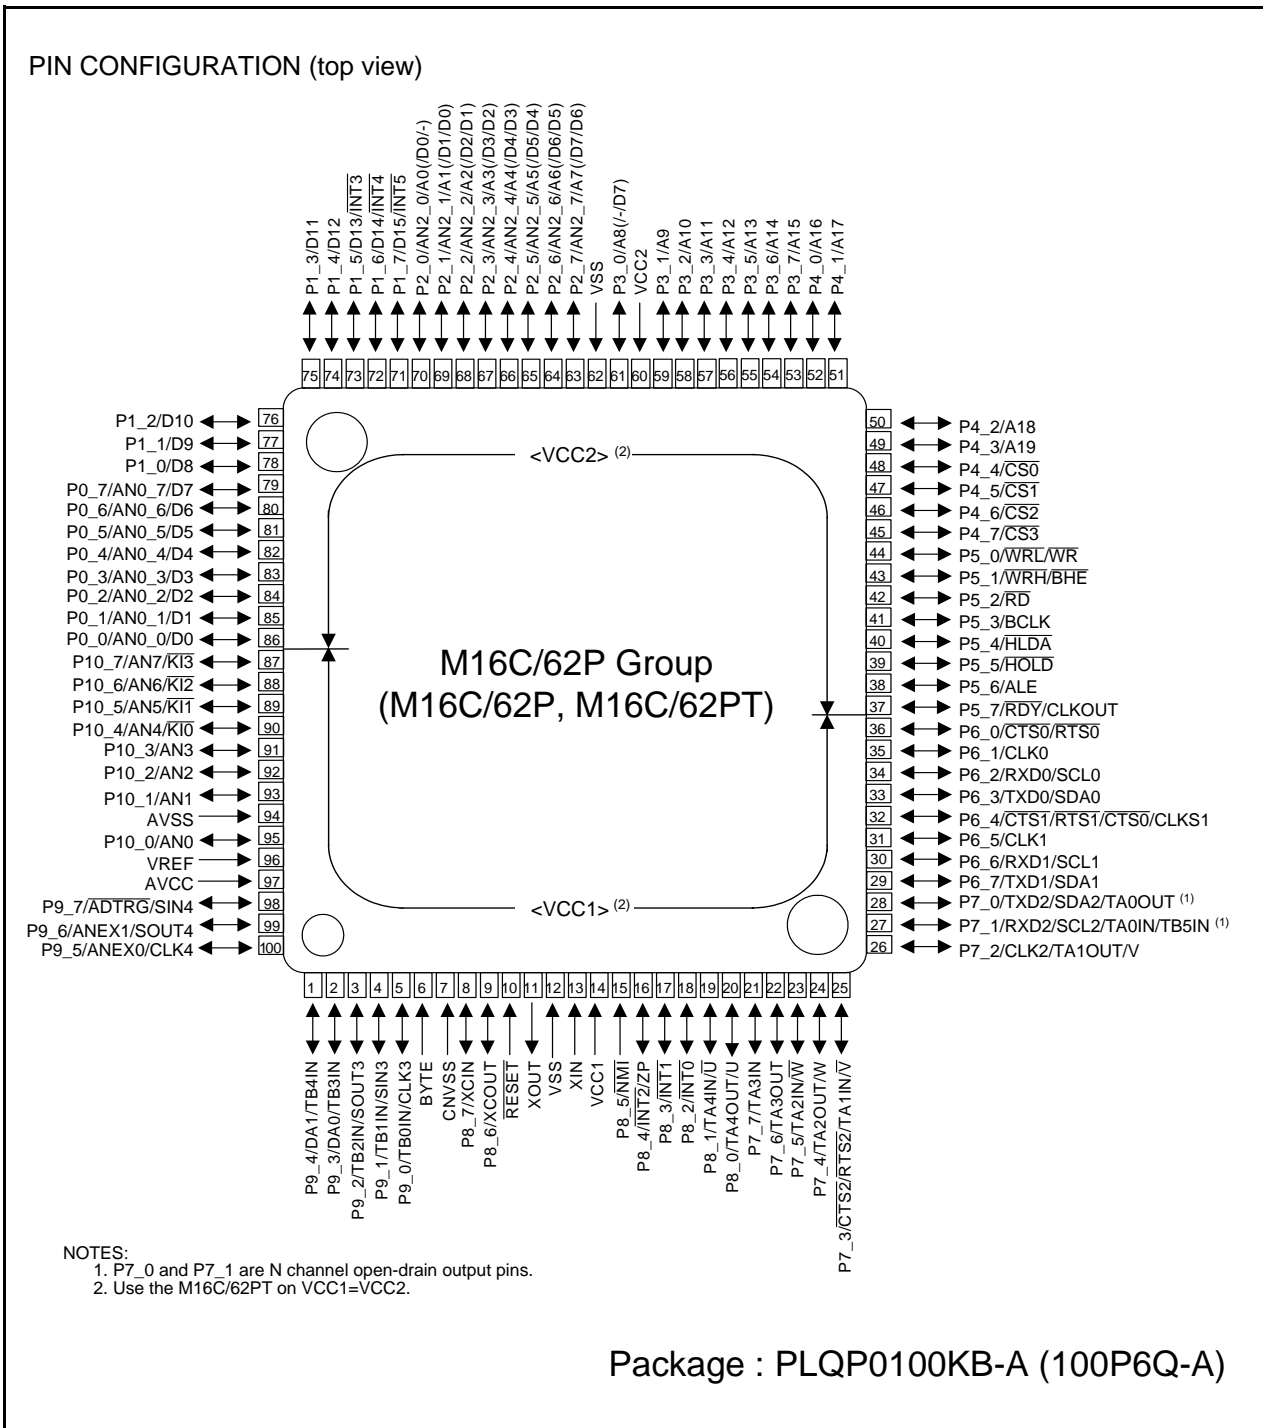 PIN CONFIGURATION (top view)
P1_3/D11
P1_4/D12
P1_5/D13/INT3
P1_6/D14/INT4
P1_7/D15/INT5
P2_0/AN2_0/A0(/D0/-)
P2_1/AN2_1/A1(/D1/D0)
P2_2/AN2_2/A2(/D2/D1)
P2_3/AN2_3/A3(/D3/D2)
P2_4/AN2_4/A4(/D4/D3)
P2_5/AN2_5/A5(/D5/D4)
P2_6/AN2_6/A6(/D6/D5)
P2_7/AN2_7/A7(/D7/D6)
VSS
P3_0/A8(/-/D7)
VCC2
P3_1/A9
P3_2/A10
P3_3/A11
P3_4/A12
P3_5/A13
P3_6/A14
P3_7/A15
P4_0/A16
P4_1/A17
75 74 73 72 71 70 69 68 67 66 65 64 63 62 61 60 59 58 57 56 55 54 53 52 51
P1_2/D10 76
P1_1/D9 77
P1_0/D8 78
P0_7/AN0_7/D7 79
P0_6/AN0_6/D6 80
P0_5/AN0_5/D5 81
P0_4/AN0_4/D4 82
P0_3/AN0_3/D3 83
P0_2/AN0_2/D2 84
P0_1/AN0_1/D1 85
P0_0/AN0_0/D0 86
P10_7/AN7/KI3 87
P10_6/AN6/KI2 88
P10_5/AN5/KI1 89
P10_4/AN4/KI0 90
P10_3/AN3 91
P10_2/AN2 92
P10_1/AN1 93
AVSS 94
P10_0/AN0 95
VREF 96
AVCC 97
P9_7/ADTRG/SIN4 98
P9_6/ANEX1/SOUT4 99
P9_5/ANEX0/CLK4 100
<VCC2> (2)
M16C/62P Group
(M16C/62P, M16C/62PT)
<VCC1> (2)
50 P4_2/A18
49 P4_3/A19
48 P4_4/CS0
47 P4_5/CS1
46 P4_6/CS2
45 P4_7/CS3
44 P5_0/WRL/WR
43 P5_1/WRH/BHE
42 P5_2/RD
41 P5_3/BCLK
40 P5_4/HLDA
39 P5_5/HOLD
38 P5_6/ALE
37 P5_7/RDY/CLKOUT
36 P6_0/CTS0/RTS0
35 P6_1/CLK0
34 P6_2/RXD0/SCL0
33 P6_3/TXD0/SDA0
32 P6_4/CTS1/RTS1/CTS0/CLKS1
31 P6_5/CLK1
30 P6_6/RXD1/SCL1
29 P6_7/TXD1/SDA1
28 P7_0/TXD2/SDA2/TA0OUT (1)
27 P7_1/RXD2/SCL2/TA0IN/TB5IN (1)
26 P7_2/CLK2/TA1OUT/V
1 2 3 4 5 6 7 8 9 10 11 12 13 14 15 16 17 18 19 20 21 22 23 24 25
P9_4/DA1/TB4IN
P9_3/DA0/TB3IN
P9_2/TB2IN/SOUT3
P9_1/TB1IN/SIN3
P9_0/TB0IN/CLK3
BYTE
CNVSS
P8_7/XCIN
P8_6/XCOUT
RESET
XOUT
VSS
XIN
VCC1
P8_5/NMI
P8_4/INT2/ZP
P8_3/INT1
P8_2/INT0
P8_1/TA4IN/U
P8_0/TA4OUT/U
P7_7/TA3IN
P7_6/TA3OUT
P7_5/TA2IN/W
P7_4/TA2OUT/W
P7_3/CTS2/RTS2/TA1IN/V
NOTES:
1. P7_0 and P7_1 are N channel open-drain output pins.
2. Use the M16C/62PT on VCC1=VCC2.
Package : PLQP0100KB-A (100P6Q-A)